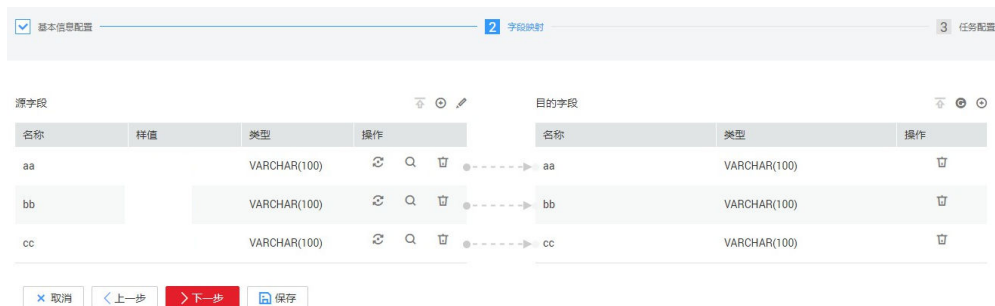 基本信息配置 2 字段映射 3 任务配置
源字段 目的字段
名称 样值 类型 操作 名称 类型 操作
aa VARCHAR(100) aa VARCHAR(100)
bb VARCHAR(100) bb VARCHAR(100)
cc VARCHAR(100) cc VARCHAR(100)
取消 上一步 下一步 保存